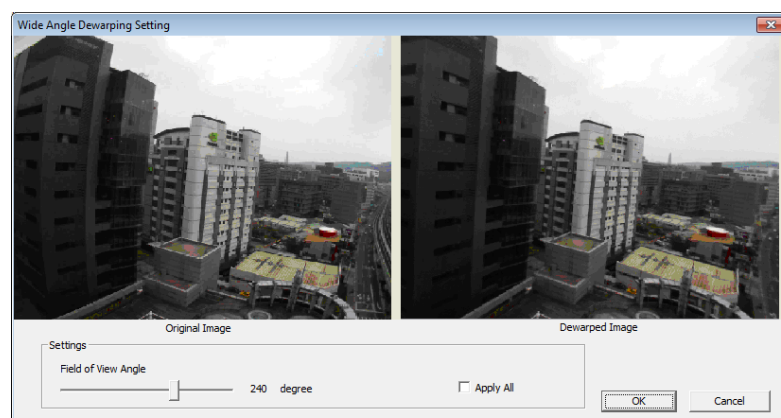 Wide Angle Dewarping Setting
Original Image
Dewarped Image
Settings
Field of View Angle
240 degree
Apply All
OK
Cancel